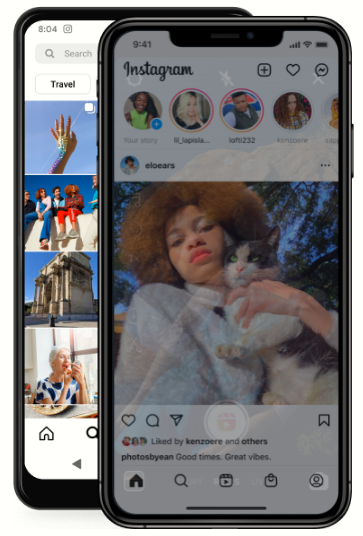 8:04
Search
Travel
9:41
Instagram
Your story
lil_lapisla...
lofti232
kenzoere
eloears
Liked by kenzoere and others
photosbyean Good times. Great vibes.